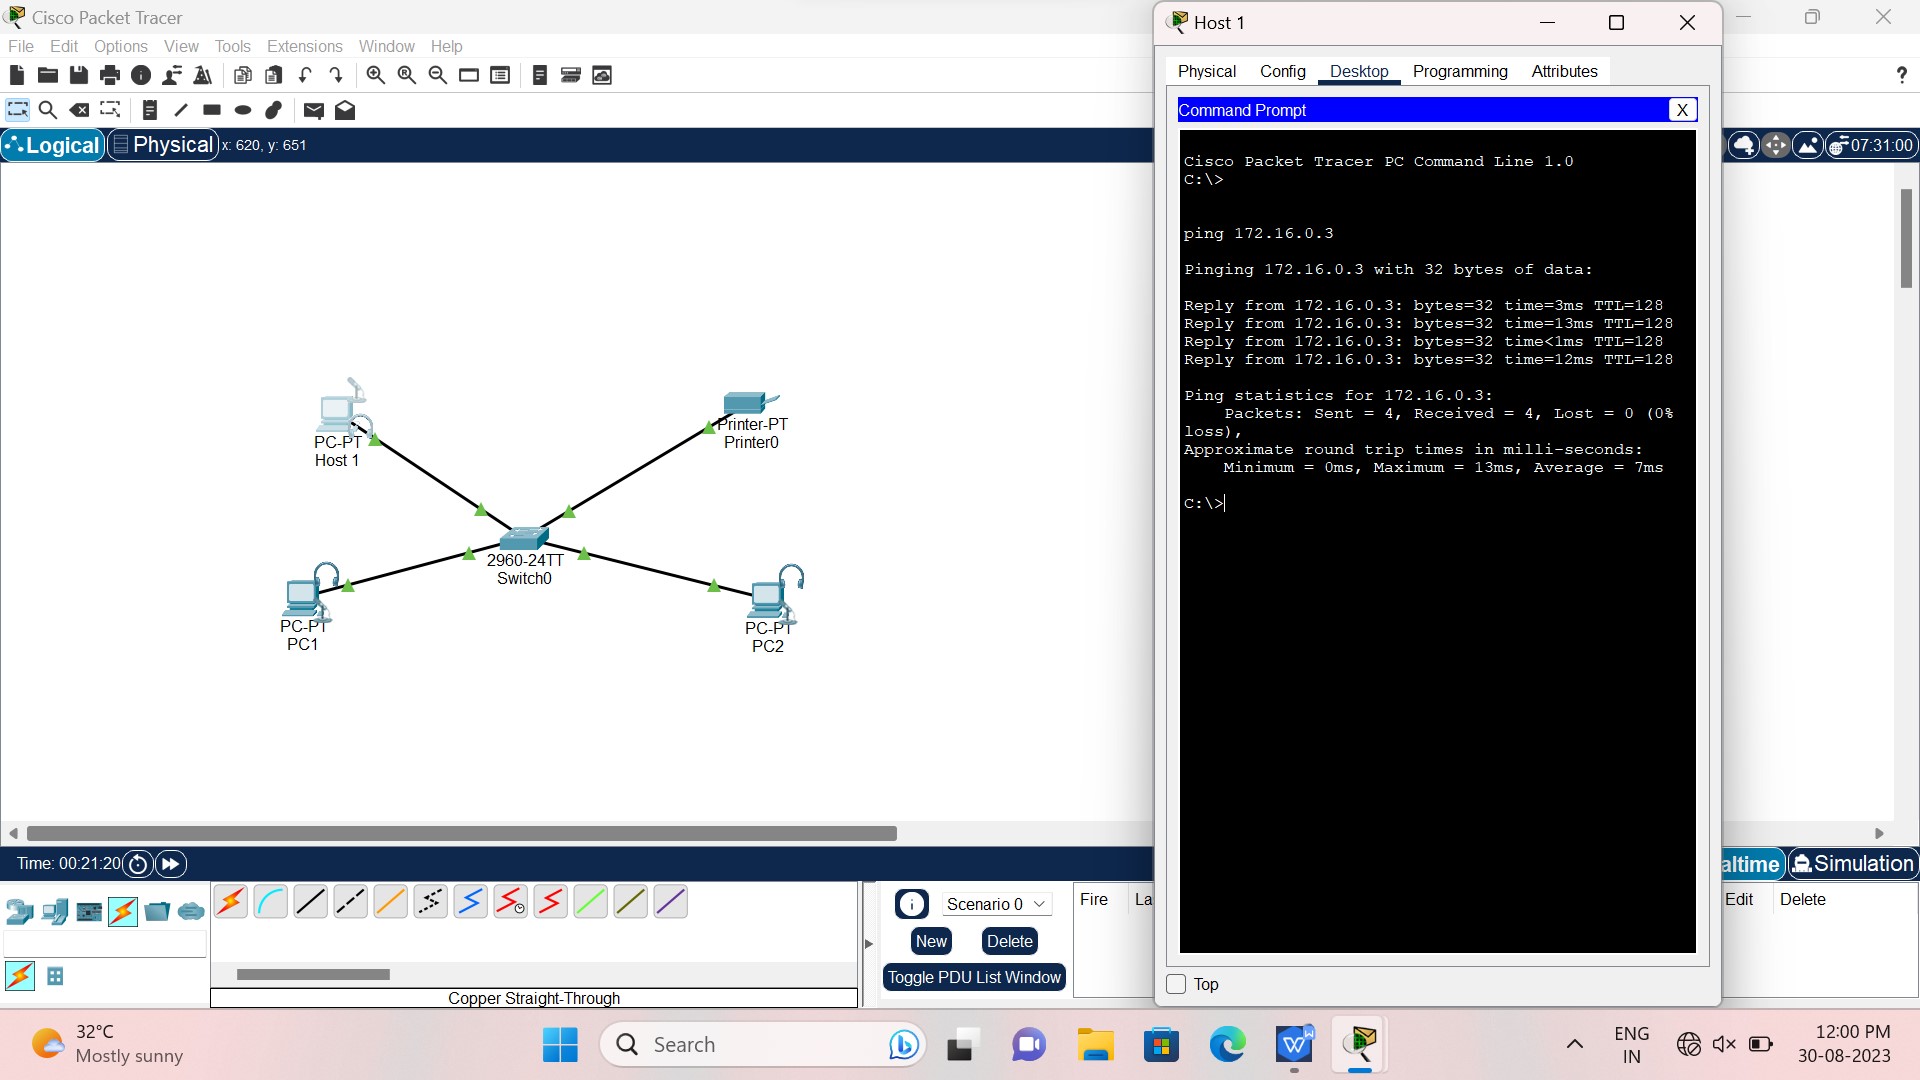 Cisco Packet Tracer
File Edit Options View Tools Extensions Window Help
Logical Physical x: 620, y: 651
07:31:00
PC-PT
Host 1
Printer-PT
Printer0
2960-24TT
Switch0
PC-PT
PC1
PC-PT
PC2
Time: 00:21:20
altime Simulation
Scenario 0
New Delete
Toggle PDU List Window
Fire La
Edit Delete
Copper Straight-Through
Host 1
Physical Config Desktop Programming Attributes
Command Prompt X
Cisco Packet Tracer PC Command Line 1.0
C:\>
ping 172.16.0.3
Pinging 172.16.0.3 with 32 bytes of data:
Reply from 172.16.0.3: bytes=32 time=3ms TTL=128
Reply from 172.16.0.3: bytes=32 time=13ms TTL=128
Reply from 172.16.0.3: bytes=32 time<1ms TTL=128
Reply from 172.16.0.3: bytes=32 time=12ms TTL=128
Ping statistics for 172.16.0.3:
Packets: Sent = 4, Received = 4, Lost = 0 (0%
loss),
Approximate round trip times in milli-seconds:
Minimum = 0ms, Maximum = 13ms, Average = 7ms
C:\>
Top
32°C
Mostly sunny
Search
ENG
IN
12:00 PM
30-08-2023